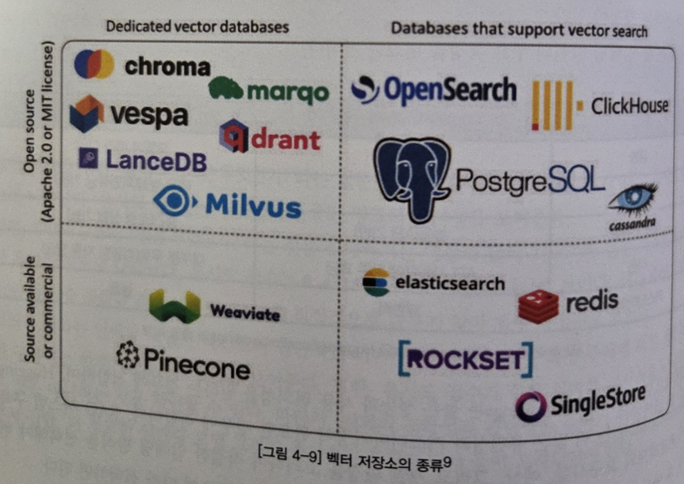 Dedicated vector databases
Databases that support vector search
Open source
(Apache 2.0 or MIT license)
chroma
marqo
vespa
qdrant
LanceDB
Milvus
OpenSearch
ClickHouse
PostgreSQL
cassandra
Source available
or commercial
Weaviate
Pinecone
elasticsearch
redis
[ROCKSET]
SingleStore
[그림 4-9] 벡터 저장소의 종류9